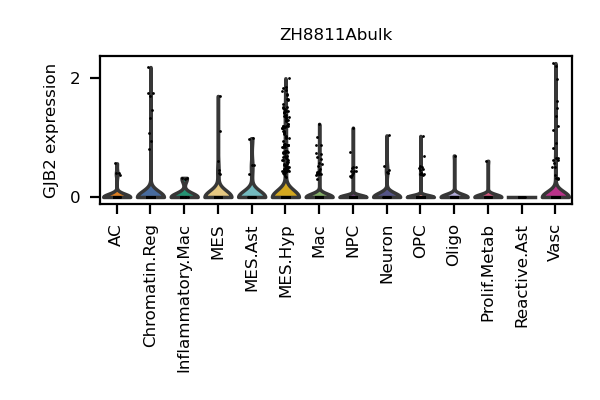 ZH8811Abulk
GJB2 expression
2
0
AC
Chromatin.Reg
Inflammatory.Mac
MES
MES.Ast
MES.Hyp
Mac
NPC
Neuron
OPC
Oligo
Prolif.Metab
Reactive.Ast
Vasc